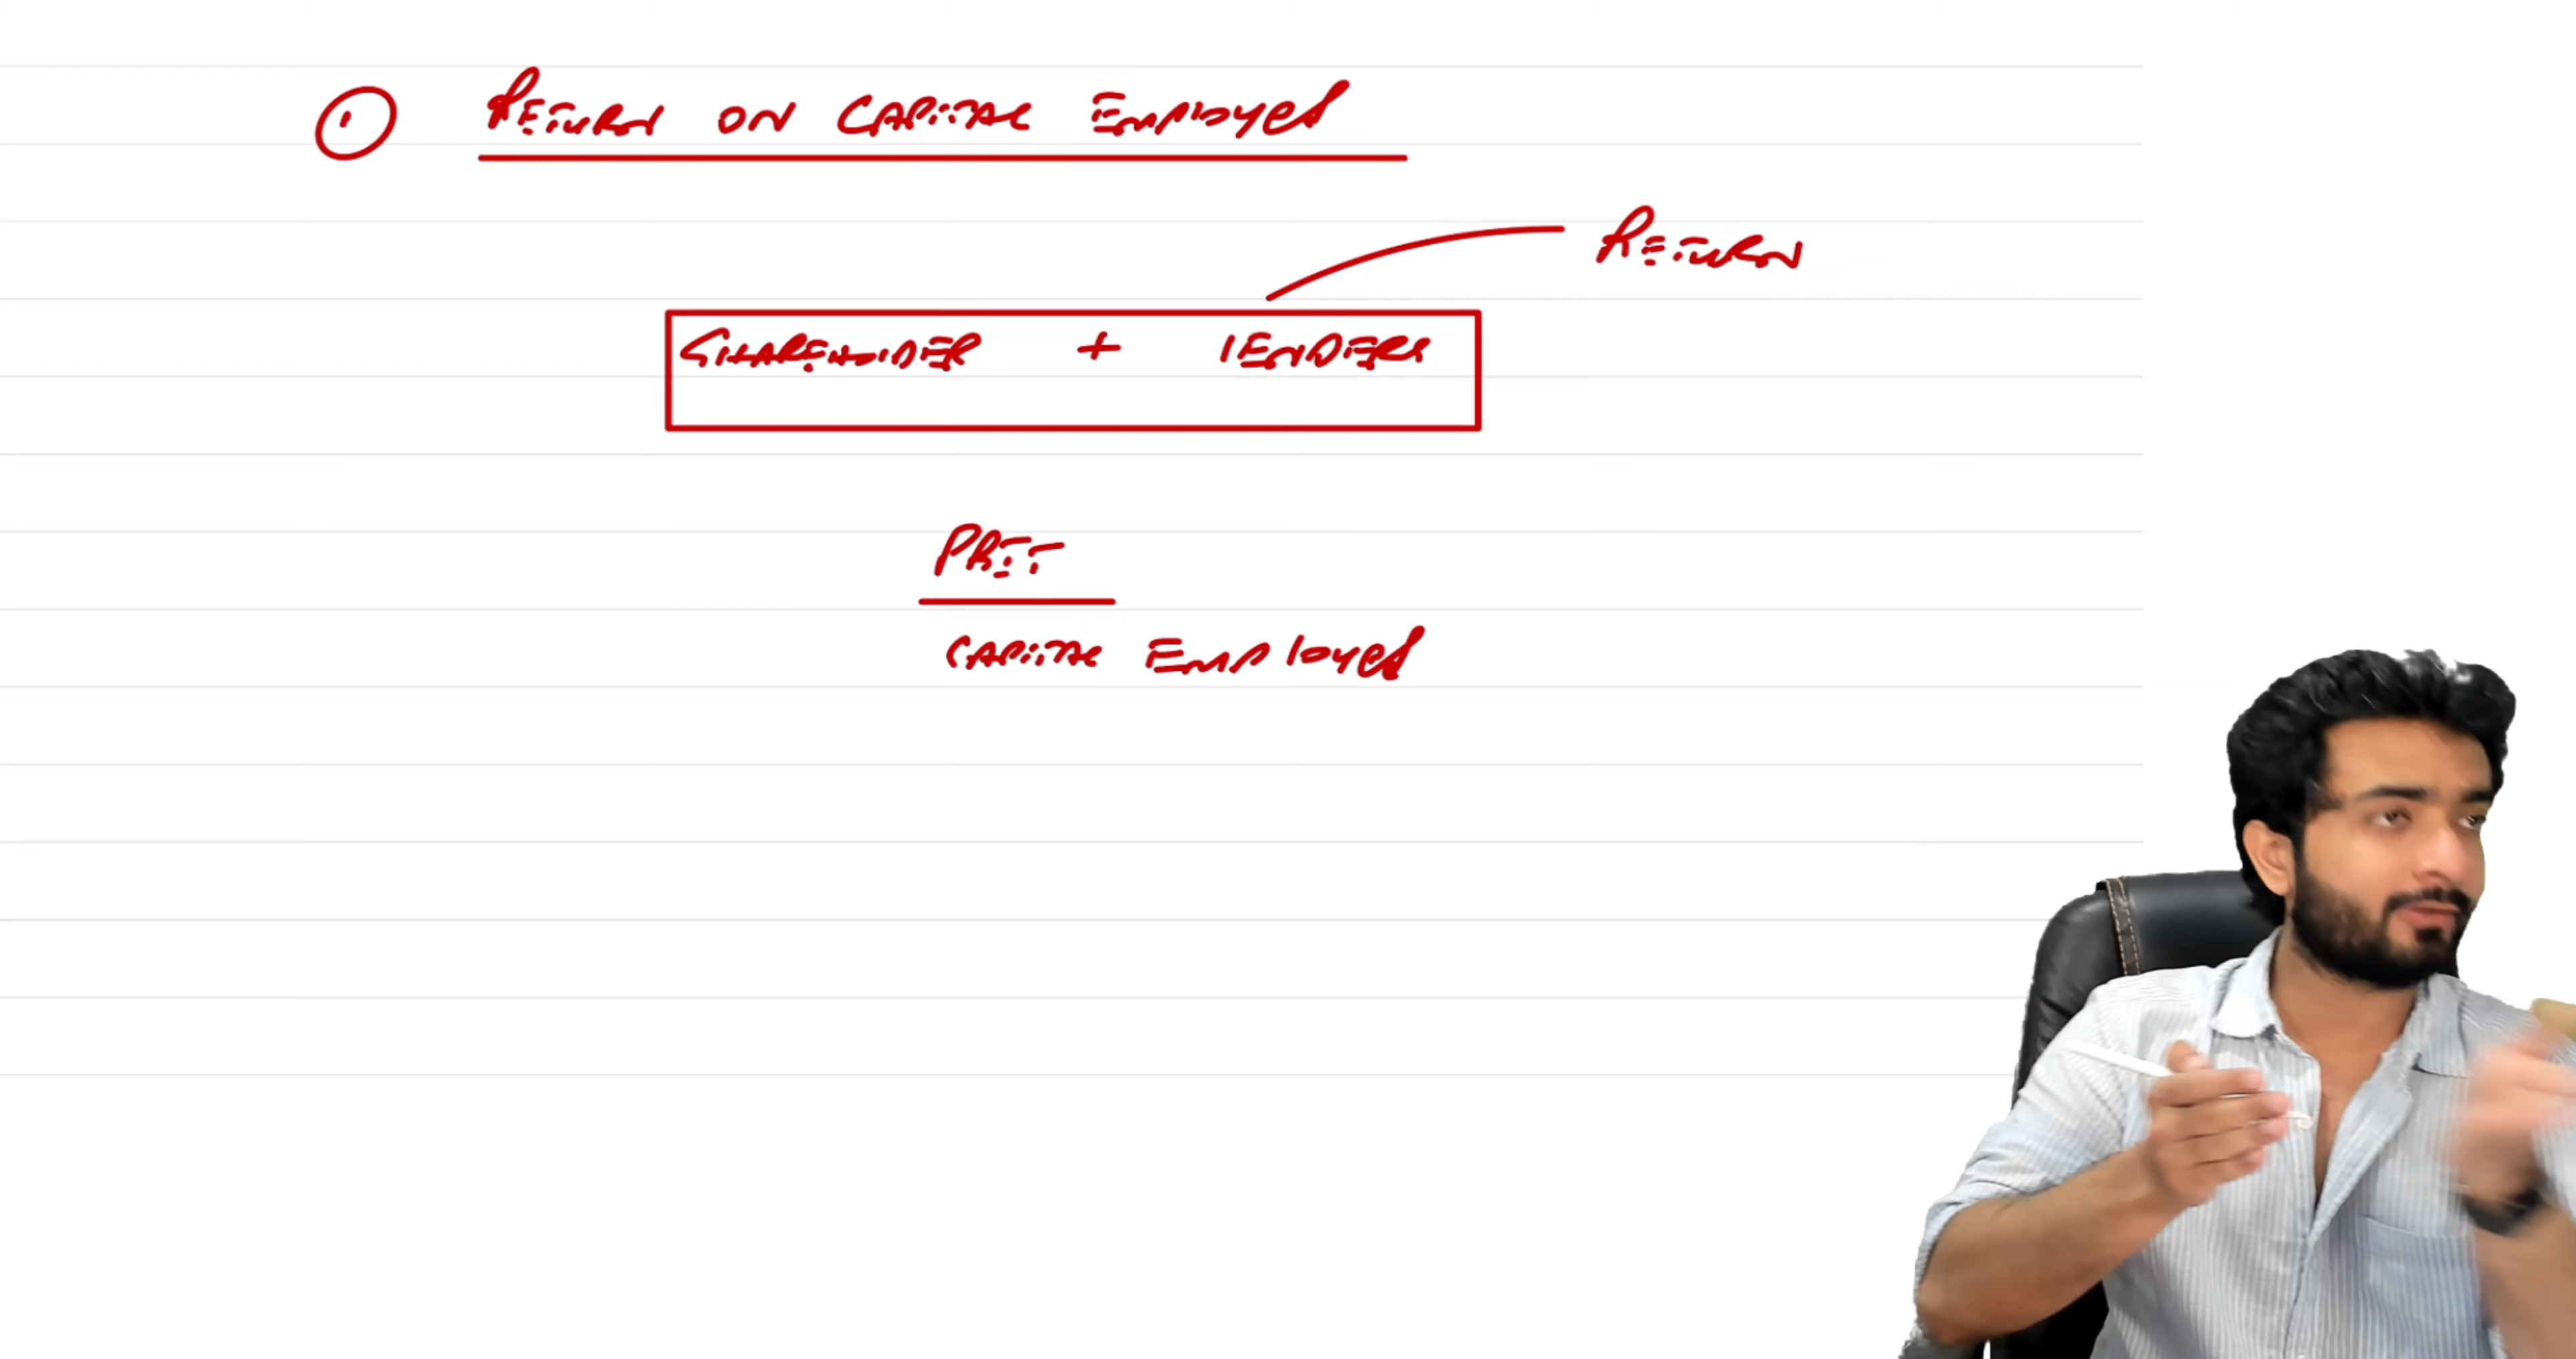 ① Return on Capital Employed
Return
Shareholder + Lenders
PBIT
Capital Employed